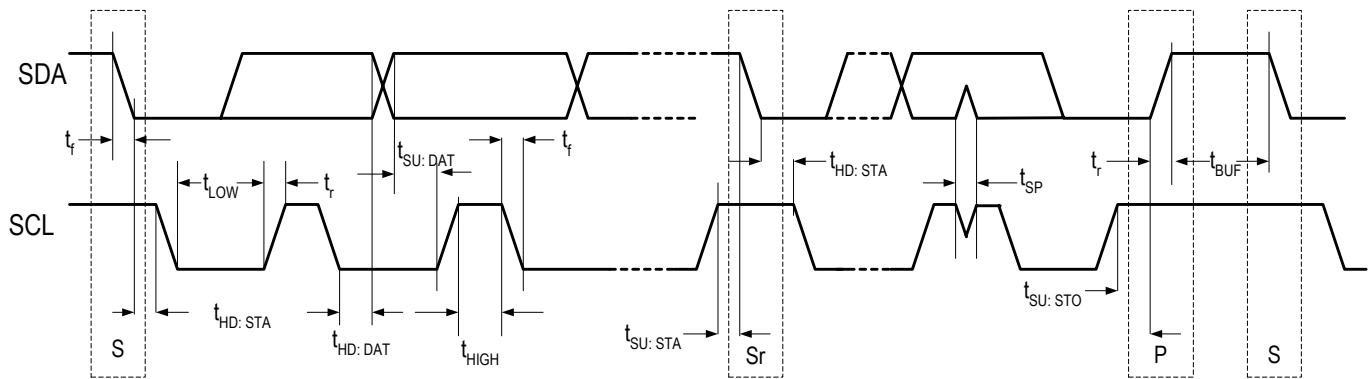 SDA
t_f
t_LOW
t_r
t_SU: DAT
t_f
t_HD: STA
t_SP
t_r
t_BUF
SCL
t_HD: STA
t_HD: DAT
t_HIGH
t_SU: STA
t_SU: STO
S
Sr
P
S